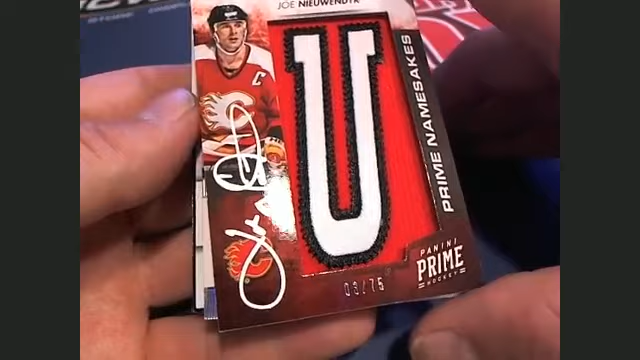 JOE NIEUWENDYK
C
U
PRIME NAMESAKES
PANINI
PRIME
HOCKEY
03/75